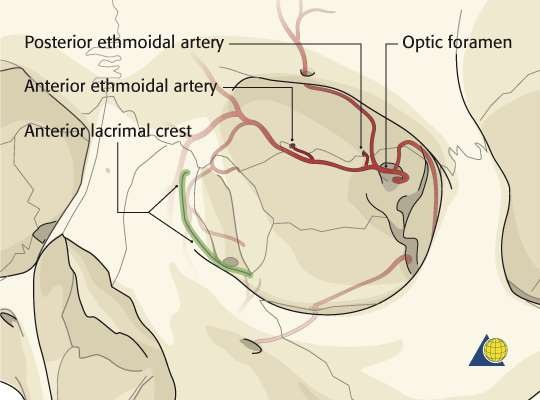 Posterior ethmoidal artery
Optic foramen
Anterior ethmoidal artery
Anterior lacrimal crest